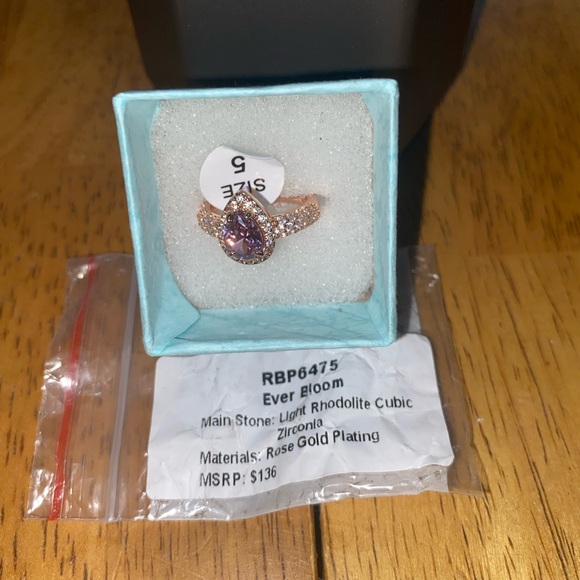 SIZE
5
RBP6475
Ever Bloom
Main Stone: Light Rhodolite Cubic
Zirconia
Materials: Rose Gold Plating
MSRP: $136